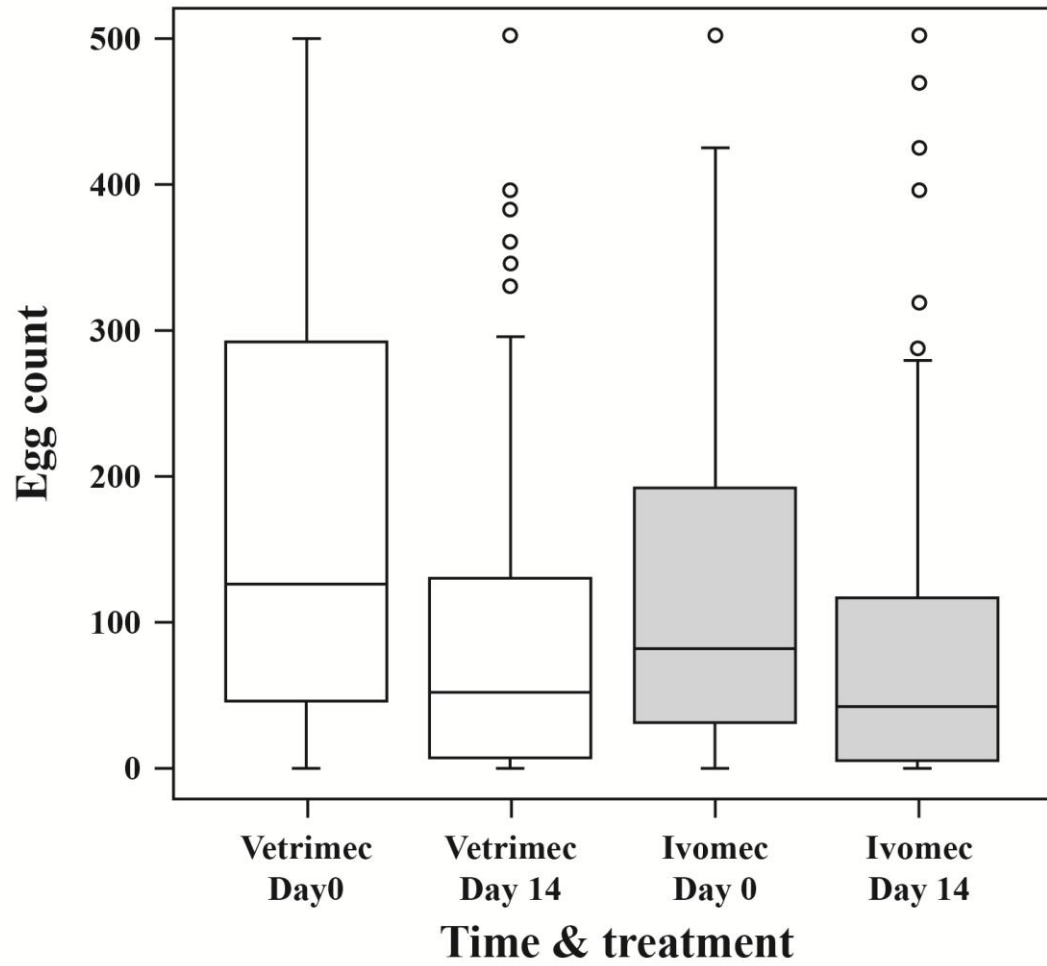 500
400
300
200
100
0
Egg count
Vetrimec
Day0
Vetrimec
Day 14
Ivomec
Day 0
Ivomec
Day 14
Time & treatment